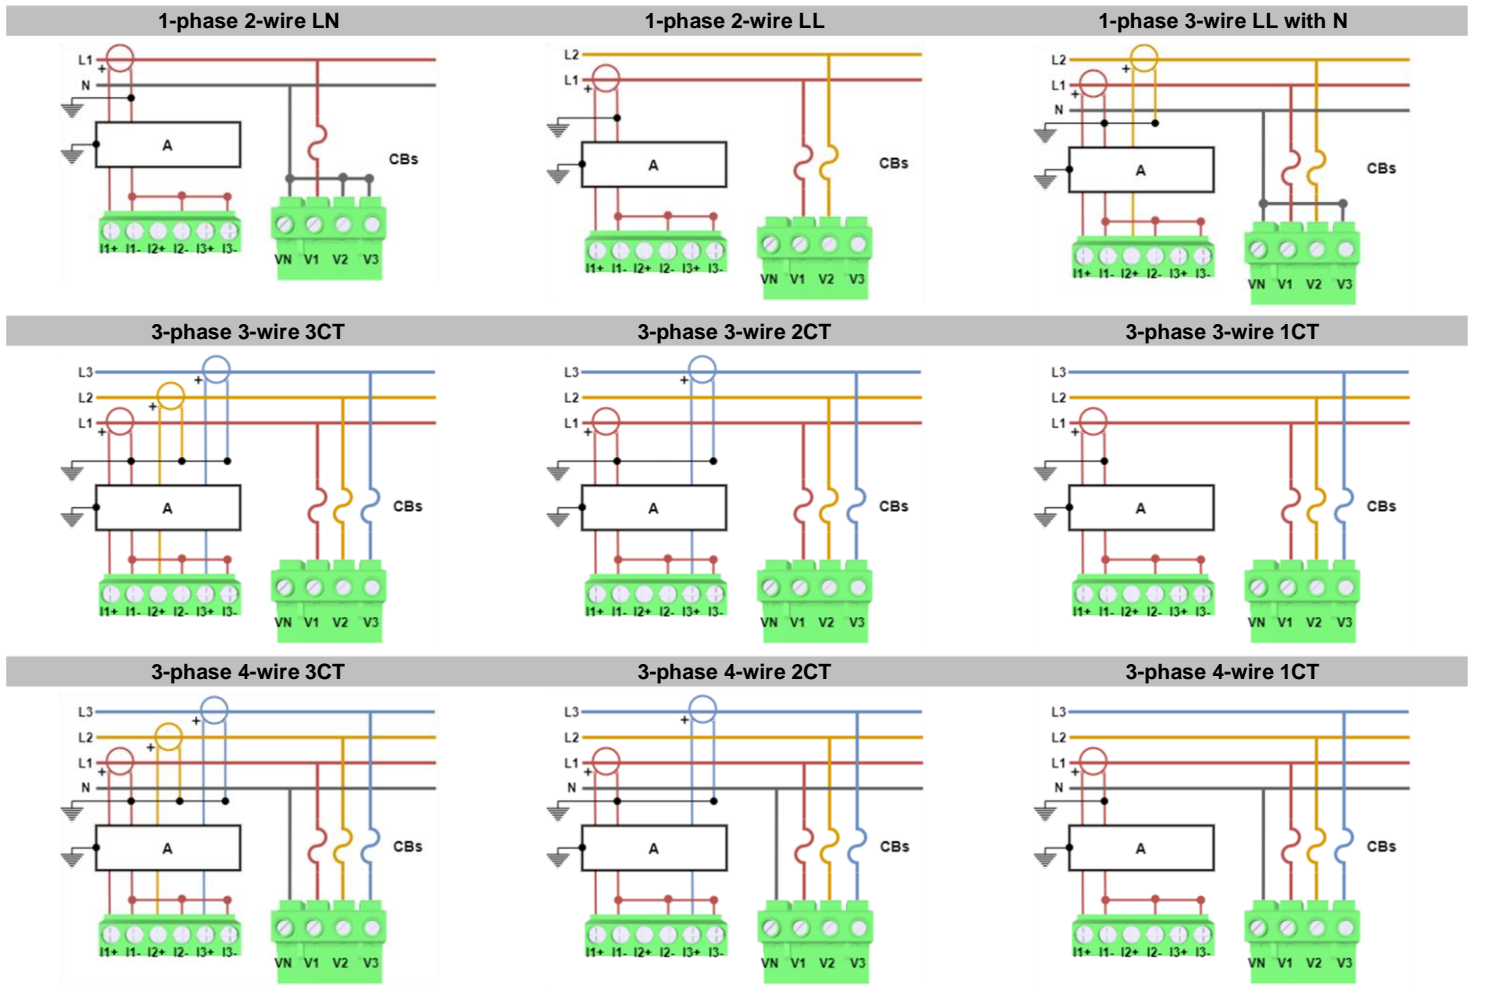 1-phase 2-wire LN
1-phase 2-wire LL
1-phase 3-wire LL with N
L1
+
N
A
CBs
I1+ I1- I2+ I2- I3+ I3-
VN V1 V2 V3
L2
L1
+
A
CBs
I1+ I1- I2+ I2- I3+ I3-
VN V1 V2 V3
L2
+
L1
+
N
A
CBs
I1+ I1- I2+ I2- I3+ I3-
VN V1 V2 V3
3-phase 3-wire 3CT
3-phase 3-wire 2CT
3-phase 3-wire 1CT
L3
+
L2
+
L1
+
A
CBs
I1+ I1- I2+ I2- I3+ I3-
VN V1 V2 V3
L3
+
L2
L1
+
A
CBs
I1+ I1- I2+ I2- I3+ I3-
VN V1 V2 V3
L3
L2
L1
+
A
CBs
I1+ I1- I2+ I2- I3+ I3-
VN V1 V2 V3
3-phase 4-wire 3CT
3-phase 4-wire 2CT
3-phase 4-wire 1CT
L3
+
L2
+
L1
+
N
A
CBs
I1+ I1- I2+ I2- I3+ I3-
VN V1 V2 V3
L3
+
L2
L1
+
N
A
CBs
I1+ I1- I2+ I2- I3+ I3-
VN V1 V2 V3
L3
L2
L1
+
N
A
CBs
I1+ I1- I2+ I2- I3+ I3-
VN V1 V2 V3